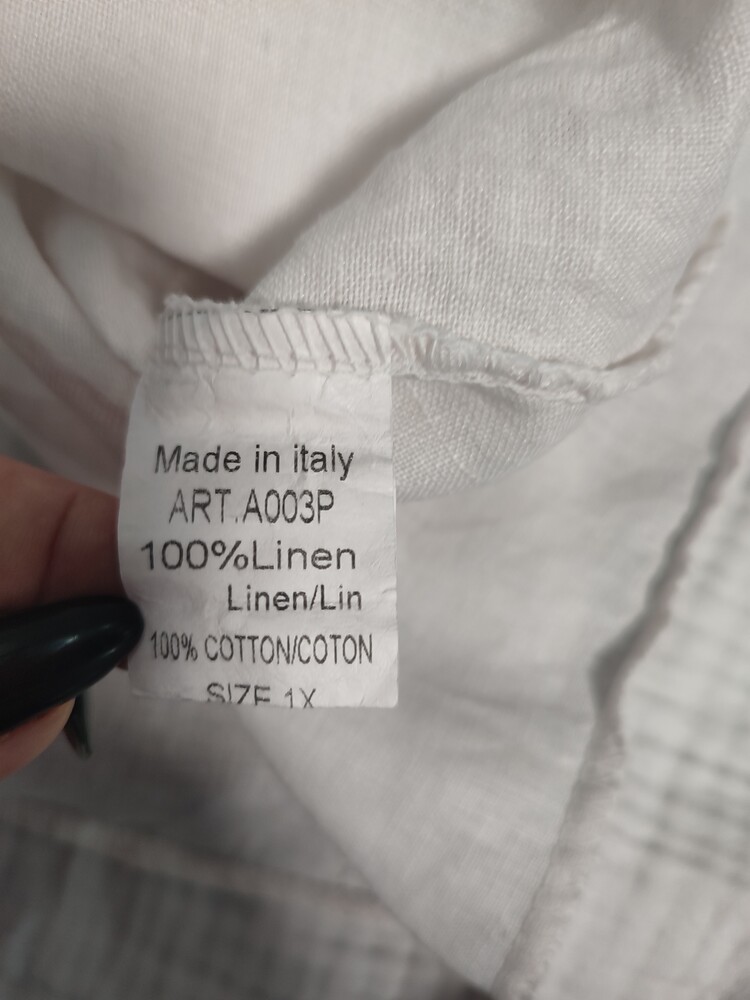 Made in italy
ART.A003P
100%Linen
Linen/Lin
100% COTTON/COTON
SIZE 1X